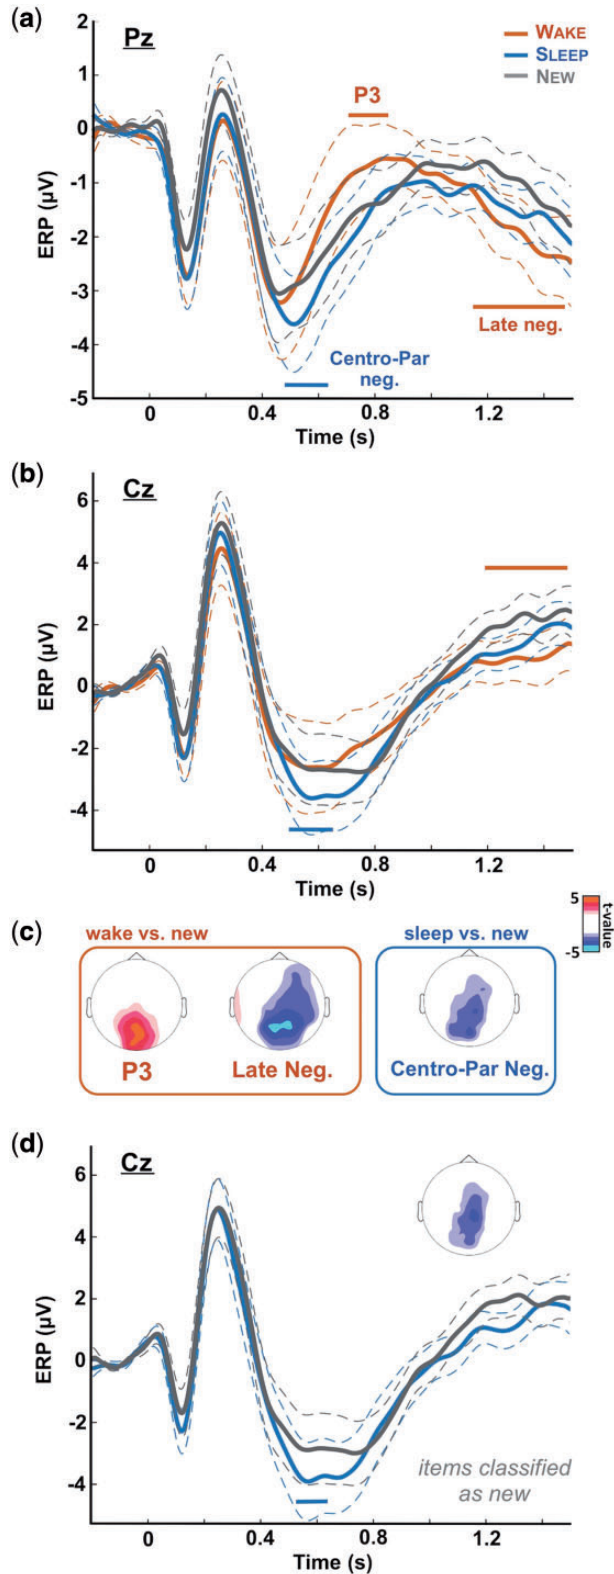 (a)
Pz
WAKE
SLEEP
NEW
P3
2
1
0
-1
-2
-3
-4
-5
ERP (µV)
Centro-Par
neg.
Late neg.
0 0.4 0.8 1.2
Time (s)
(b)
Cz
6
4
2
0
-2
-4
ERP (µV)
0 0.4 0.8 1.2
Time (s)
(c)
wake vs. new
sleep vs. new
5
-5
t-value
P3
Late Neg.
Centro-Par Neg.
(d)
Cz
6
4
2
0
-2
-4
ERP (µV)
items classified
as new
0 0.4 0.8 1.2
Time (s)